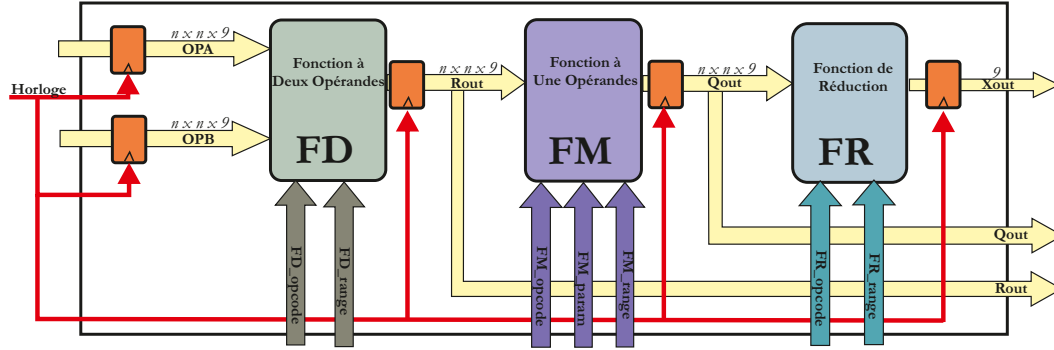 n x n x 9
OPA
Horloge
n x n x 9
OPB
Fonction à
Deux Opérandes
FD
n x n x 9
Rout
Fonction à
Une Opérandes
FM
n x n x 9
Qout
Fonction de
Réduction
FR
9
Xout
Qout
Rout
FD_opcode
FD_range
FM_opcode
FM_param
FM_range
FR_opcode
FR_range